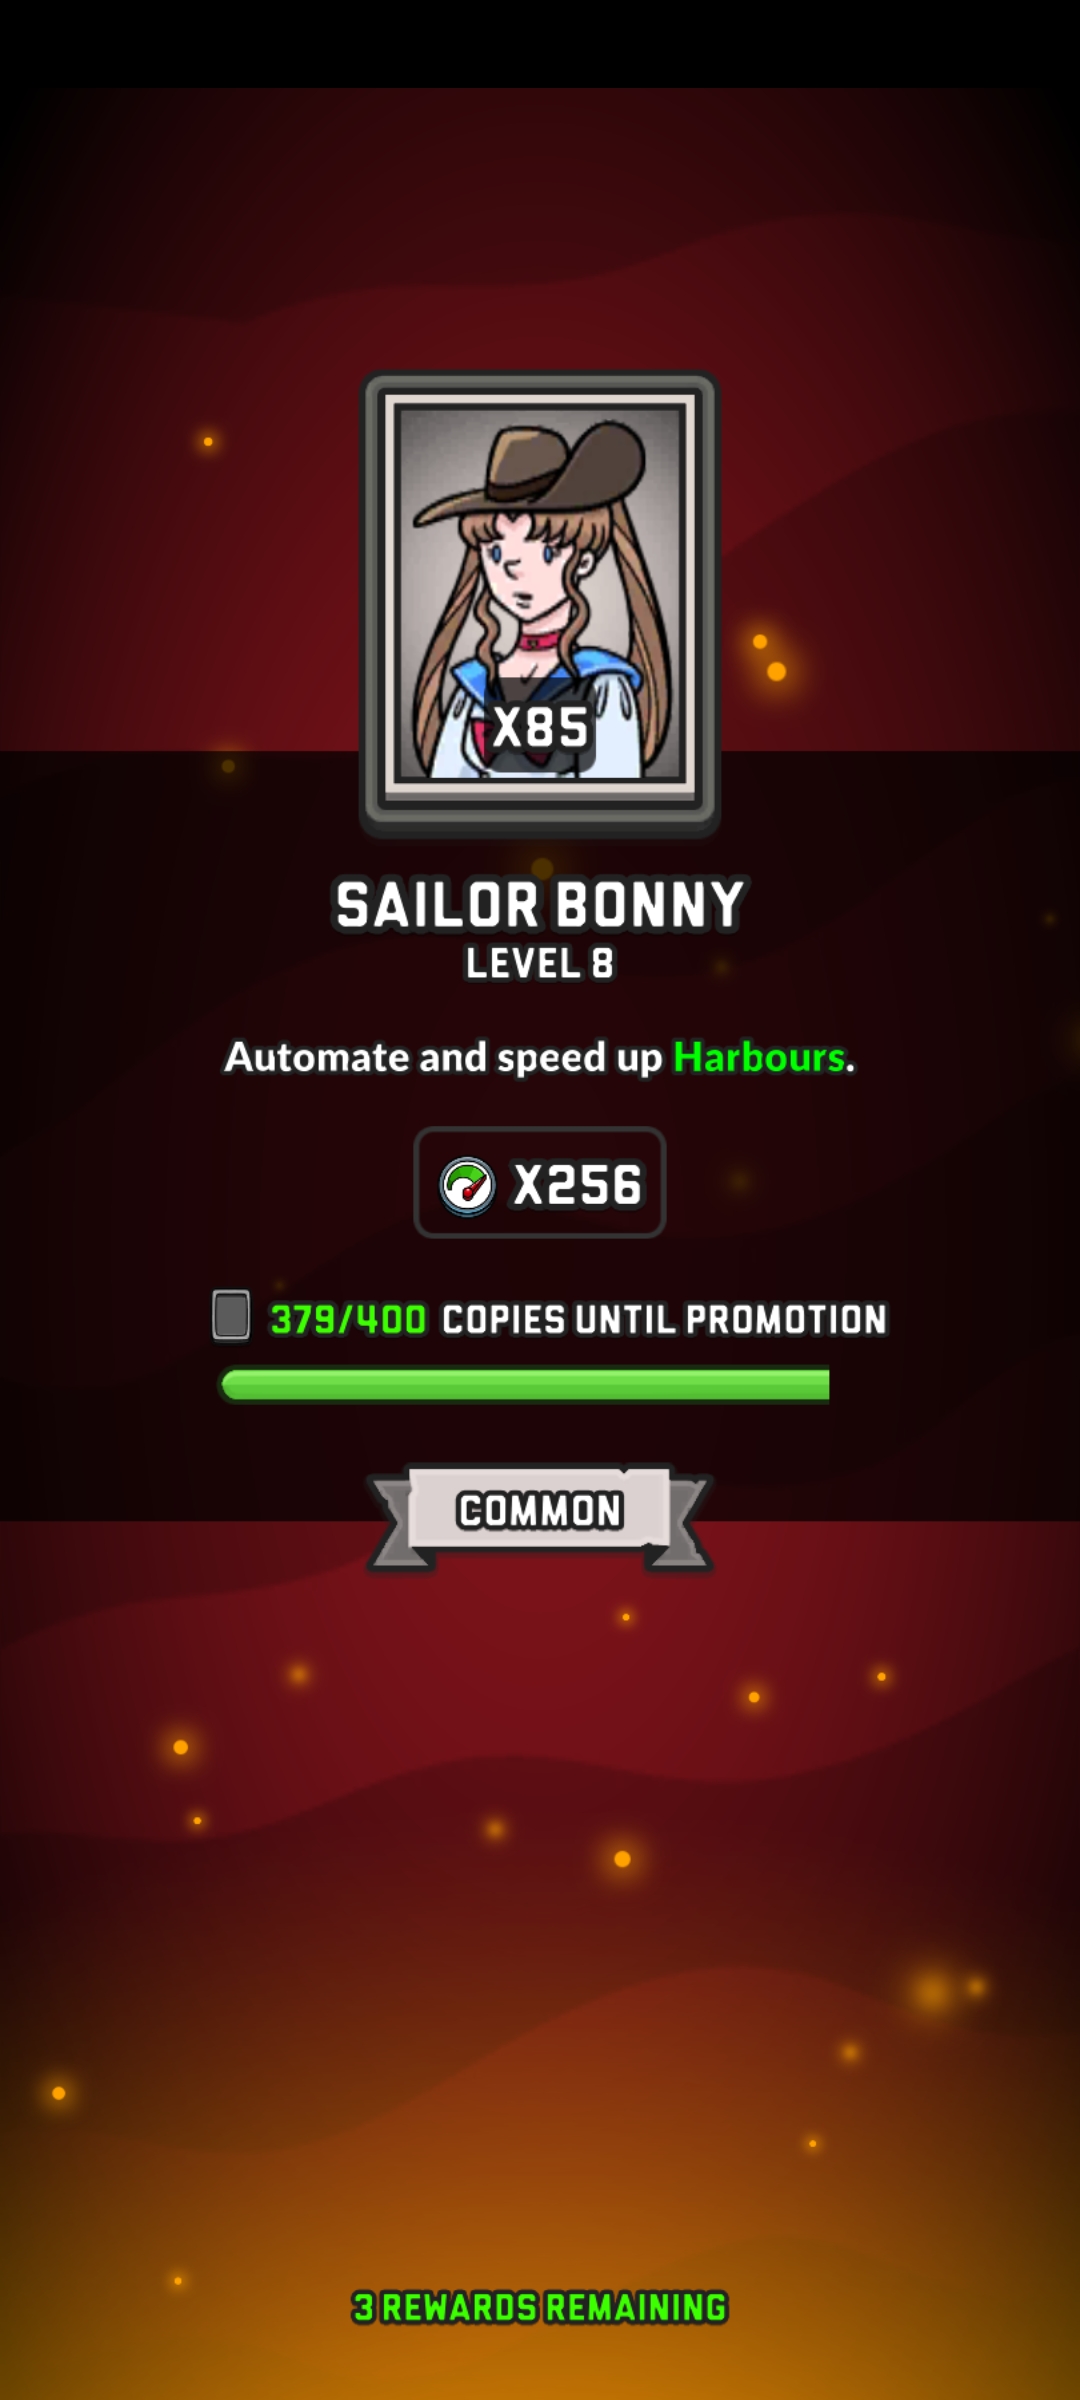 X85
SAILOR BONNY
LEVEL 8
Automate and speed up Harbours.
X256
379/400 COPIES UNTIL PROMOTION
COMMON
3 REWARDS REMAINING